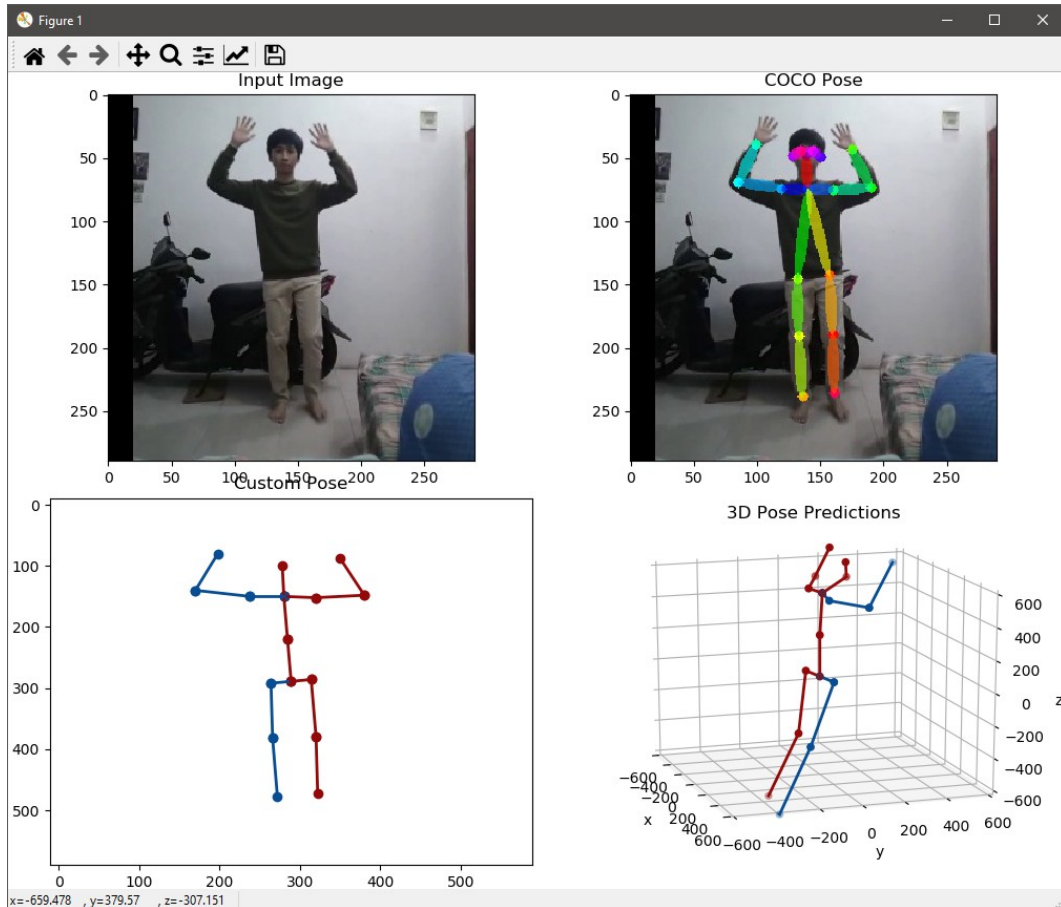 Figure 1
Input Image
0
50
100
150
200
250
0 50 100 150 200 250
COCO Pose
0
50
100
150
200
250
0 50 100 150 200 250
Custom Pose
0
100
200
300
400
500
0 100 200 300 400 500
3D Pose Predictions
600
400
200
0
−200
−400
−600
z
−600
−400
−200
0
200
400
600
x
−600 −400 −200 0 200 400 600
y
x=-659.478 , y=379.57 , z=-307.151